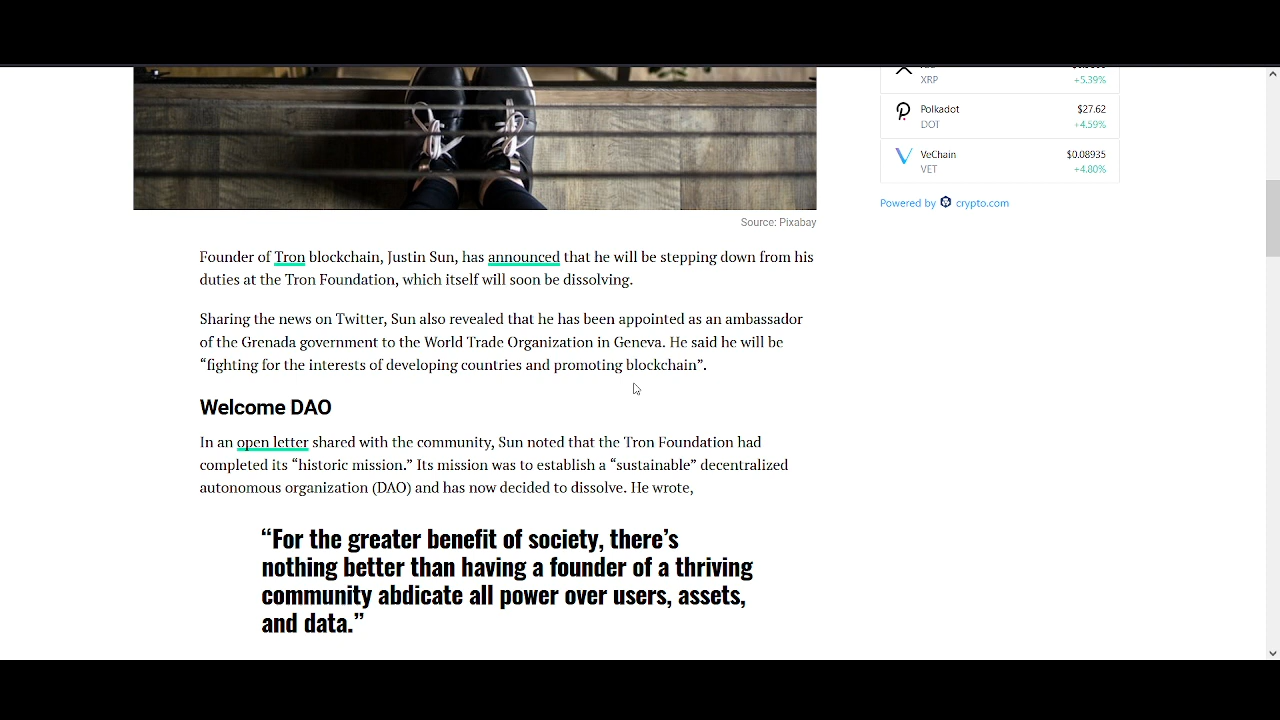 XRP
+5.39%
Polkadot
$27.62
DOT
+4.59%
VeChain
$0.08935
VET
+4.80%
Powered by crypto.com
Source: Pixabay
Founder of Tron blockchain, Justin Sun, has announced that he will be stepping down from his
duties at the Tron Foundation, which itself will soon be dissolving.
Sharing the news on Twitter, Sun also revealed that he has been appointed as an ambassador
of the Grenada government to the World Trade Organization in Geneva. He said he will be
“fighting for the interests of developing countries and promoting blockchain”.
Welcome DAO
In an open letter shared with the community, Sun noted that the Tron Foundation had
completed its “historic mission.” Its mission was to establish a “sustainable” decentralized
autonomous organization (DAO) and has now decided to dissolve. He wrote,
“For the greater benefit of society, there’s
nothing better than having a founder of a thriving
community abdicate all power over users, assets,
and data.”